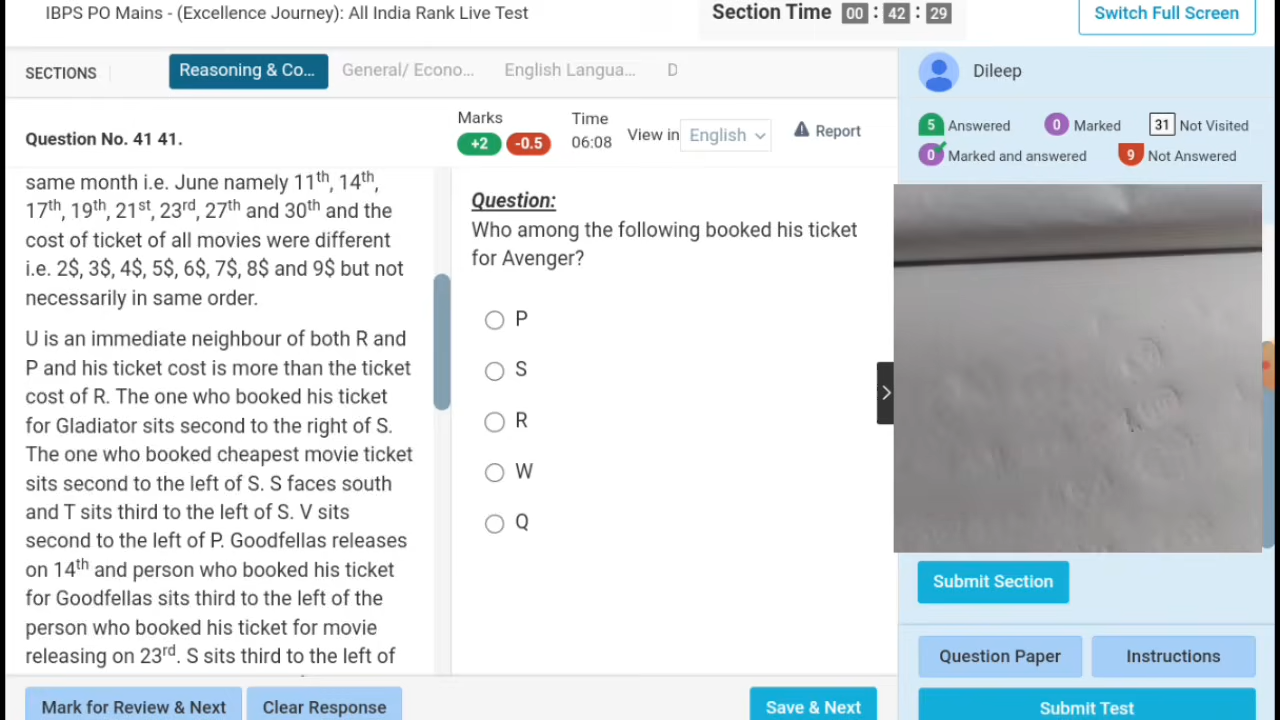 IBPS PO Mains - (Excellence Journey): All India Rank Live Test
Section Time 00 : 42 : 29
Switch Full Screen
SECTIONS
Reasoning & Co...
General/ Econo...
English Langua...
D
Dileep
5 Answered
0 Marked
31 Not Visited
0 Marked and answered
9 Not Answered
Question No. 41 41.
Marks
+2 -0.5
Time
06:08
View in English
Report
same month i.e. June namely 11th, 14th,
17th, 19th, 21st, 23rd, 27th and 30th and the
cost of ticket of all movies were different
i.e. 2$, 3$, 4$, 5$, 6$, 7$, 8$ and 9$ but not
necessarily in same order.
U is an immediate neighbour of both R and
P and his ticket cost is more than the ticket
cost of R. The one who booked his ticket
for Gladiator sits second to the right of S.
The one who booked cheapest movie ticket
sits second to the left of S. S faces south
and T sits third to the left of S. V sits
second to the left of P. Goodfellas releases
on 14th and person who booked his ticket
for Goodfellas sits third to the left of the
person who booked his ticket for movie
releasing on 23rd. S sits third to the left of
Question:
Who among the following booked his ticket
for Avenger?
P
S
R
W
Q
Submit Section
Question Paper
Instructions
Mark for Review & Next
Clear Response
Save & Next
Submit Test